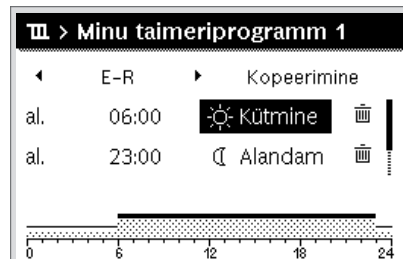 > Minu taimeriprogramm 1
E-R Kopeerimine
al. 06:00 Kütmine
al. 23:00 Alandam
0 6 12 18 24